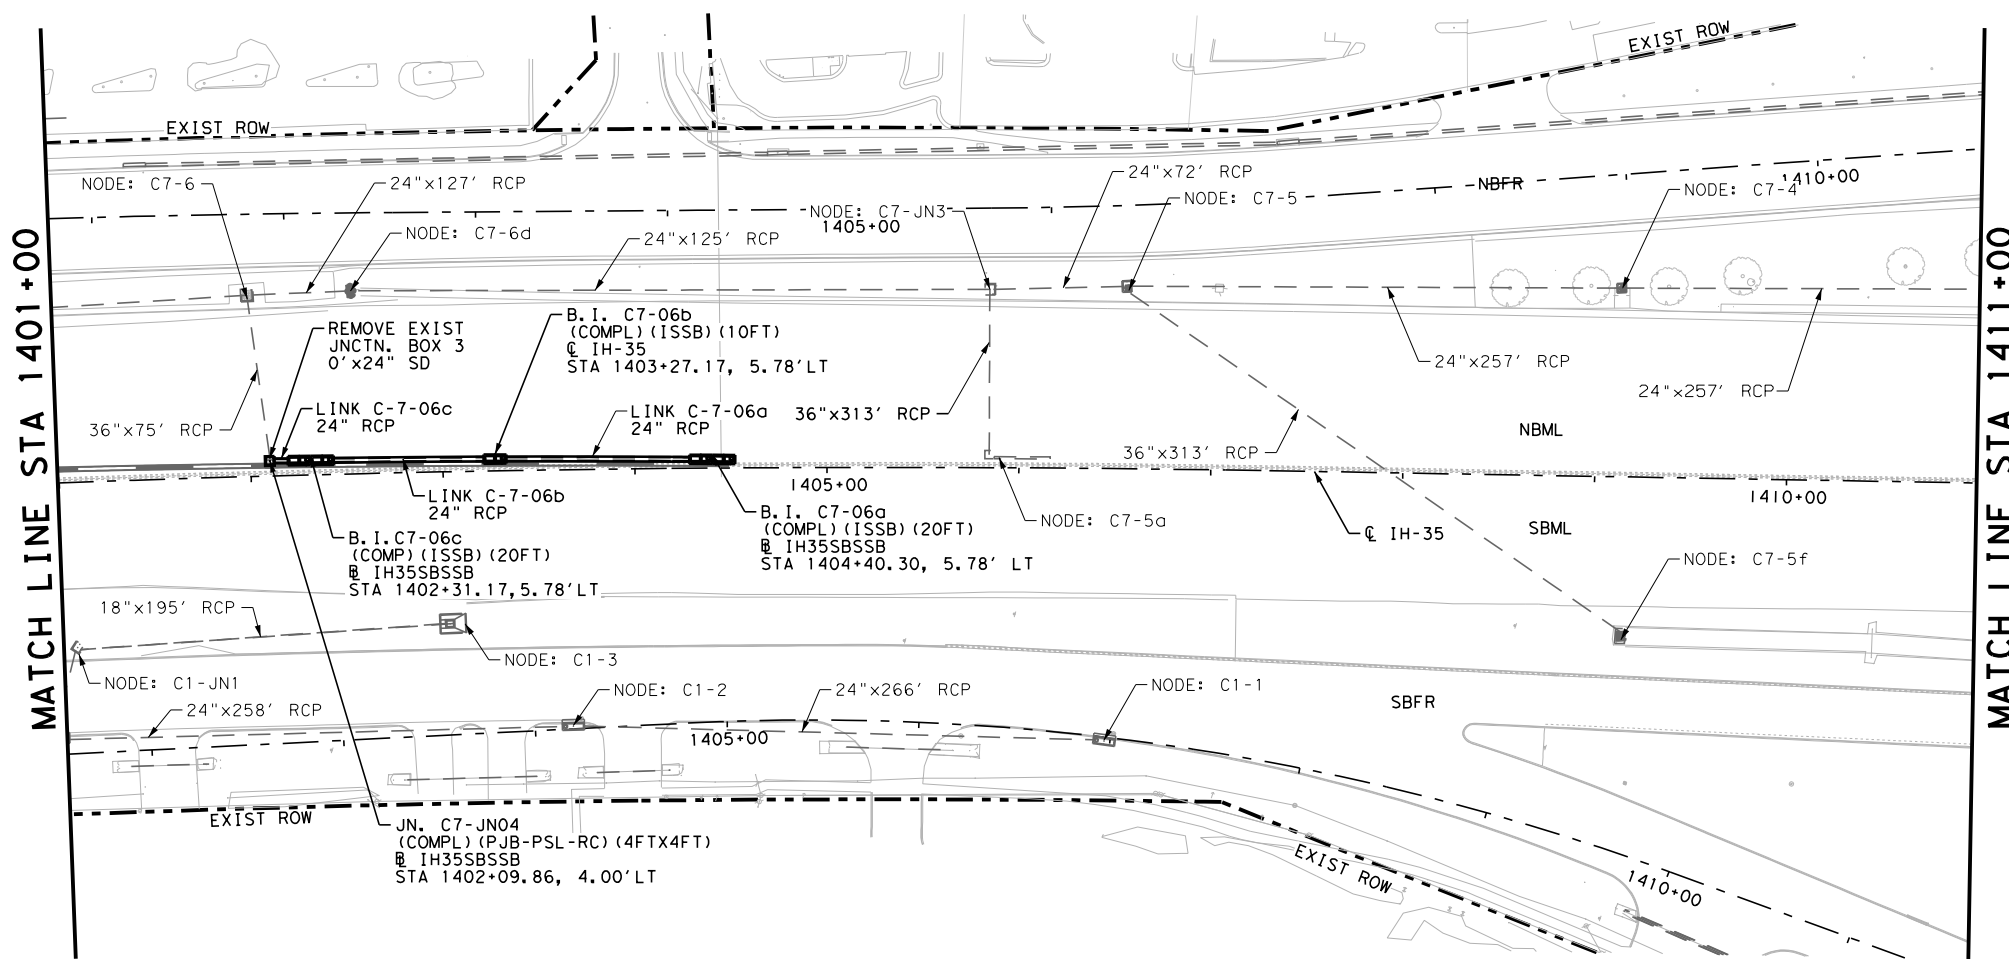 EXIST ROW
EXIST ROW
NODE: C7-6
24"x127' RCP
24"x72' RCP
NODE: C7-5
NBFR
NODE: C7-4
1410+00
NODE: C7-JN3
1405+00
NODE: C7-6d
24"x125' RCP
MATCH LINE STA 1401+00
MATCH LINE STA 1411+00
REMOVE EXIST
JNCTN. BOX 3
0'x24" SD
B.I. C7-06b
(COMPL)(ISSB)(10FT)
℄ IH-35
STA 1403+27.17, 5.78'LT
24"x257' RCP
24"x257' RCP
36"x75' RCP
LINK C-7-06c
24" RCP
LINK C-7-06a
24" RCP
36"x313' RCP
NBML
36"x313' RCP
1405+00
1410+00
LINK C-7-06b
24" RCP
B.I. C7-06a
(COMPL)(ISSB)(20FT)
BL IH35SBSSB
STA 1404+40.30, 5.78' LT
NODE: C7-5a
℄ IH-35
SBML
B.I.C7-06c
(COMP)(ISSB)(20FT)
BL IH35SBSSB
STA 1402+31.17,5.78'LT
NODE: C7-5f
18"x195' RCP
NODE: C1-3
NODE: C1-JN1
NODE: C1-2
24"x266' RCP
NODE: C1-1
24"x258' RCP
SBFR
1405+00
EXIST ROW
JN. C7-JN04
(COMPL)(PJB-PSL-RC)(4FTX4FT)
BL IH35SBSSB
STA 1402+09.86, 4.00'LT
EXIST ROW
1410+00